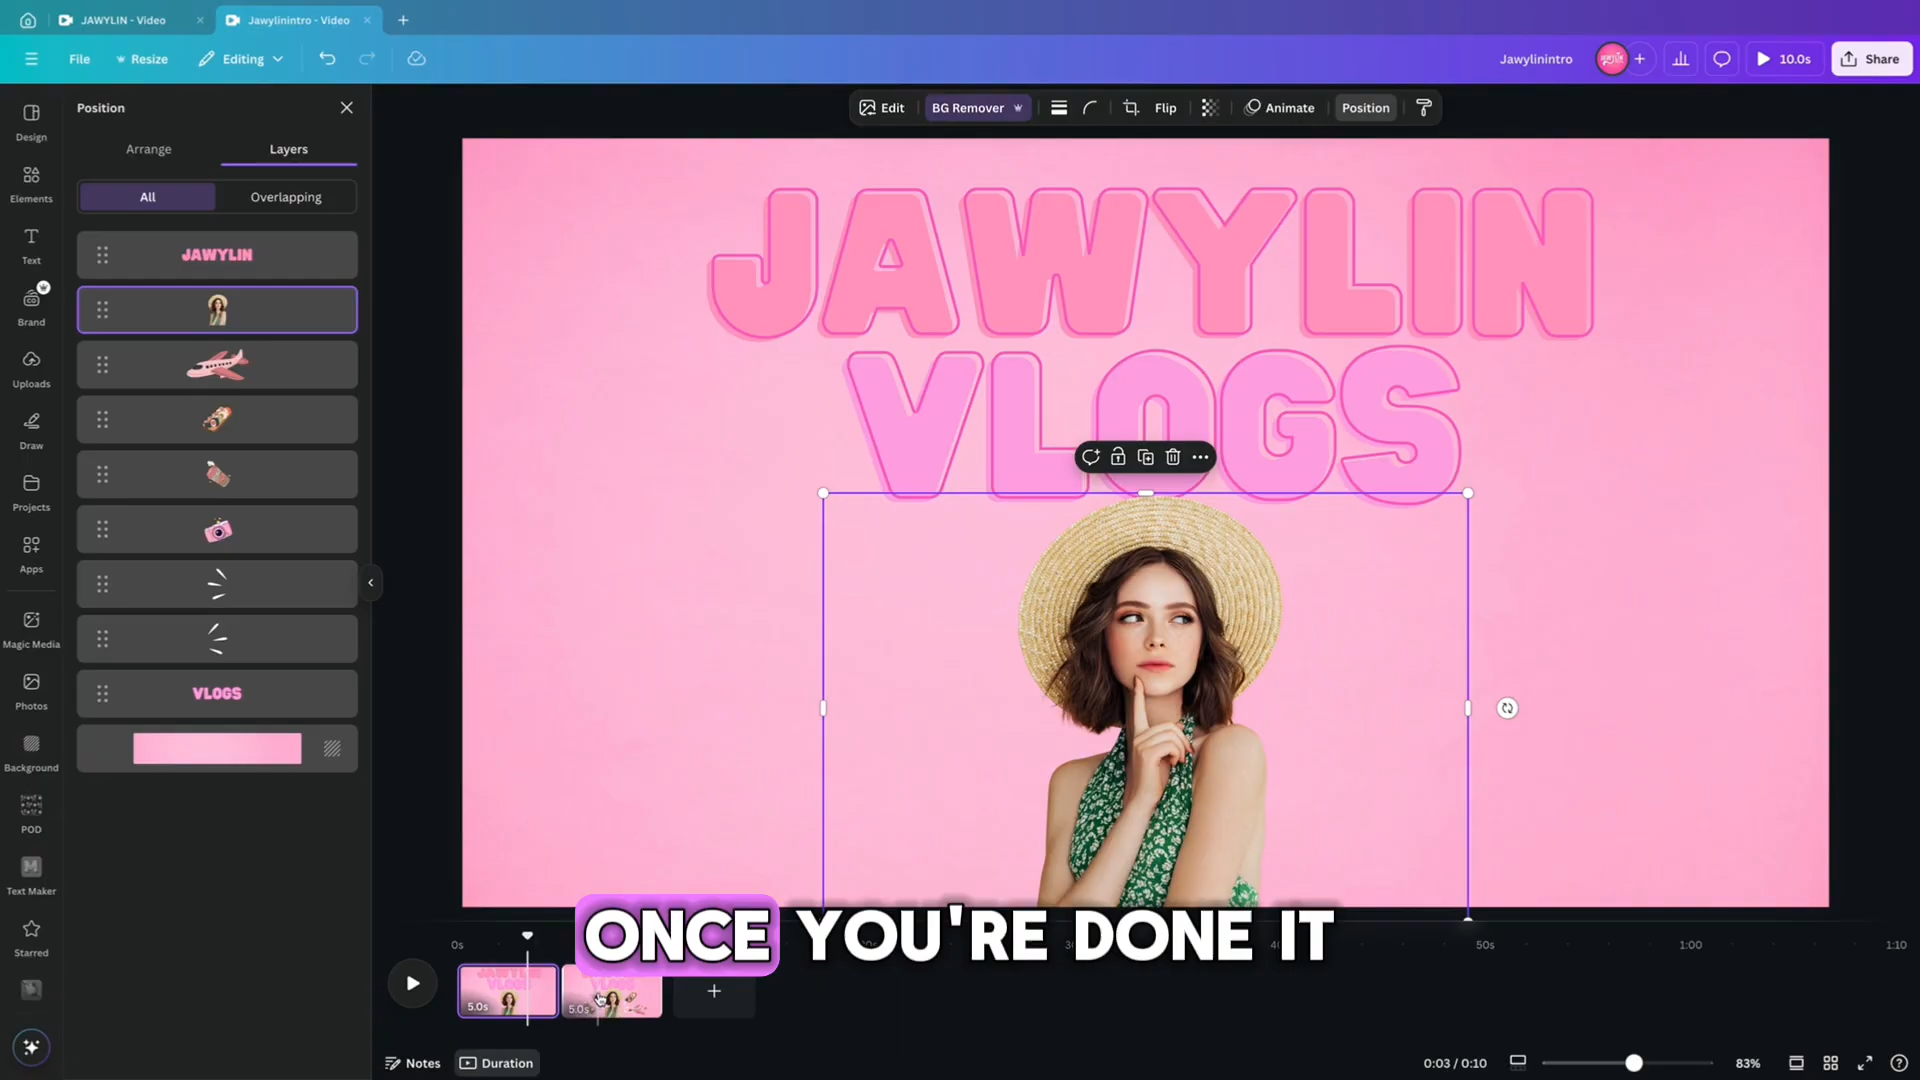 JAWYLIN - Video
Jawylinintro - Video
File
Resize
Editing
Jawylinintro
10.0s
Share
Design
Elements
Text
Brand
Uploads
Draw
Projects
Apps
Magic Media
Photos
Background
POD
Text Maker
Starred
Position
Arrange
Layers
All
Overlapping
JAWYLIN
VLOGS
Edit
BG Remover
Flip
Animate
Position
JAWYLIN
VLOGS
ONCE YOU'RE DONE IT
0s
50s
1:00
1:10
5.0s
5.0s
Notes
Duration
0:03 / 0:10
83%